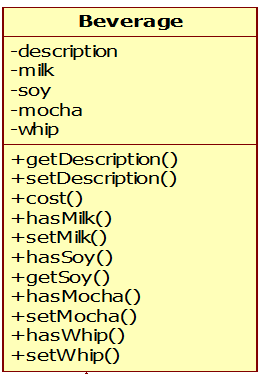 Beverage
-description
-milk
-soy
-mocha
-whip
+getDescription()
+setDescription()
+cost()
+hasMilk()
+setMilk()
+hasSoy()
+getSoy()
+hasMocha()
+setMocha()
+hasWhip()
+setWhip()